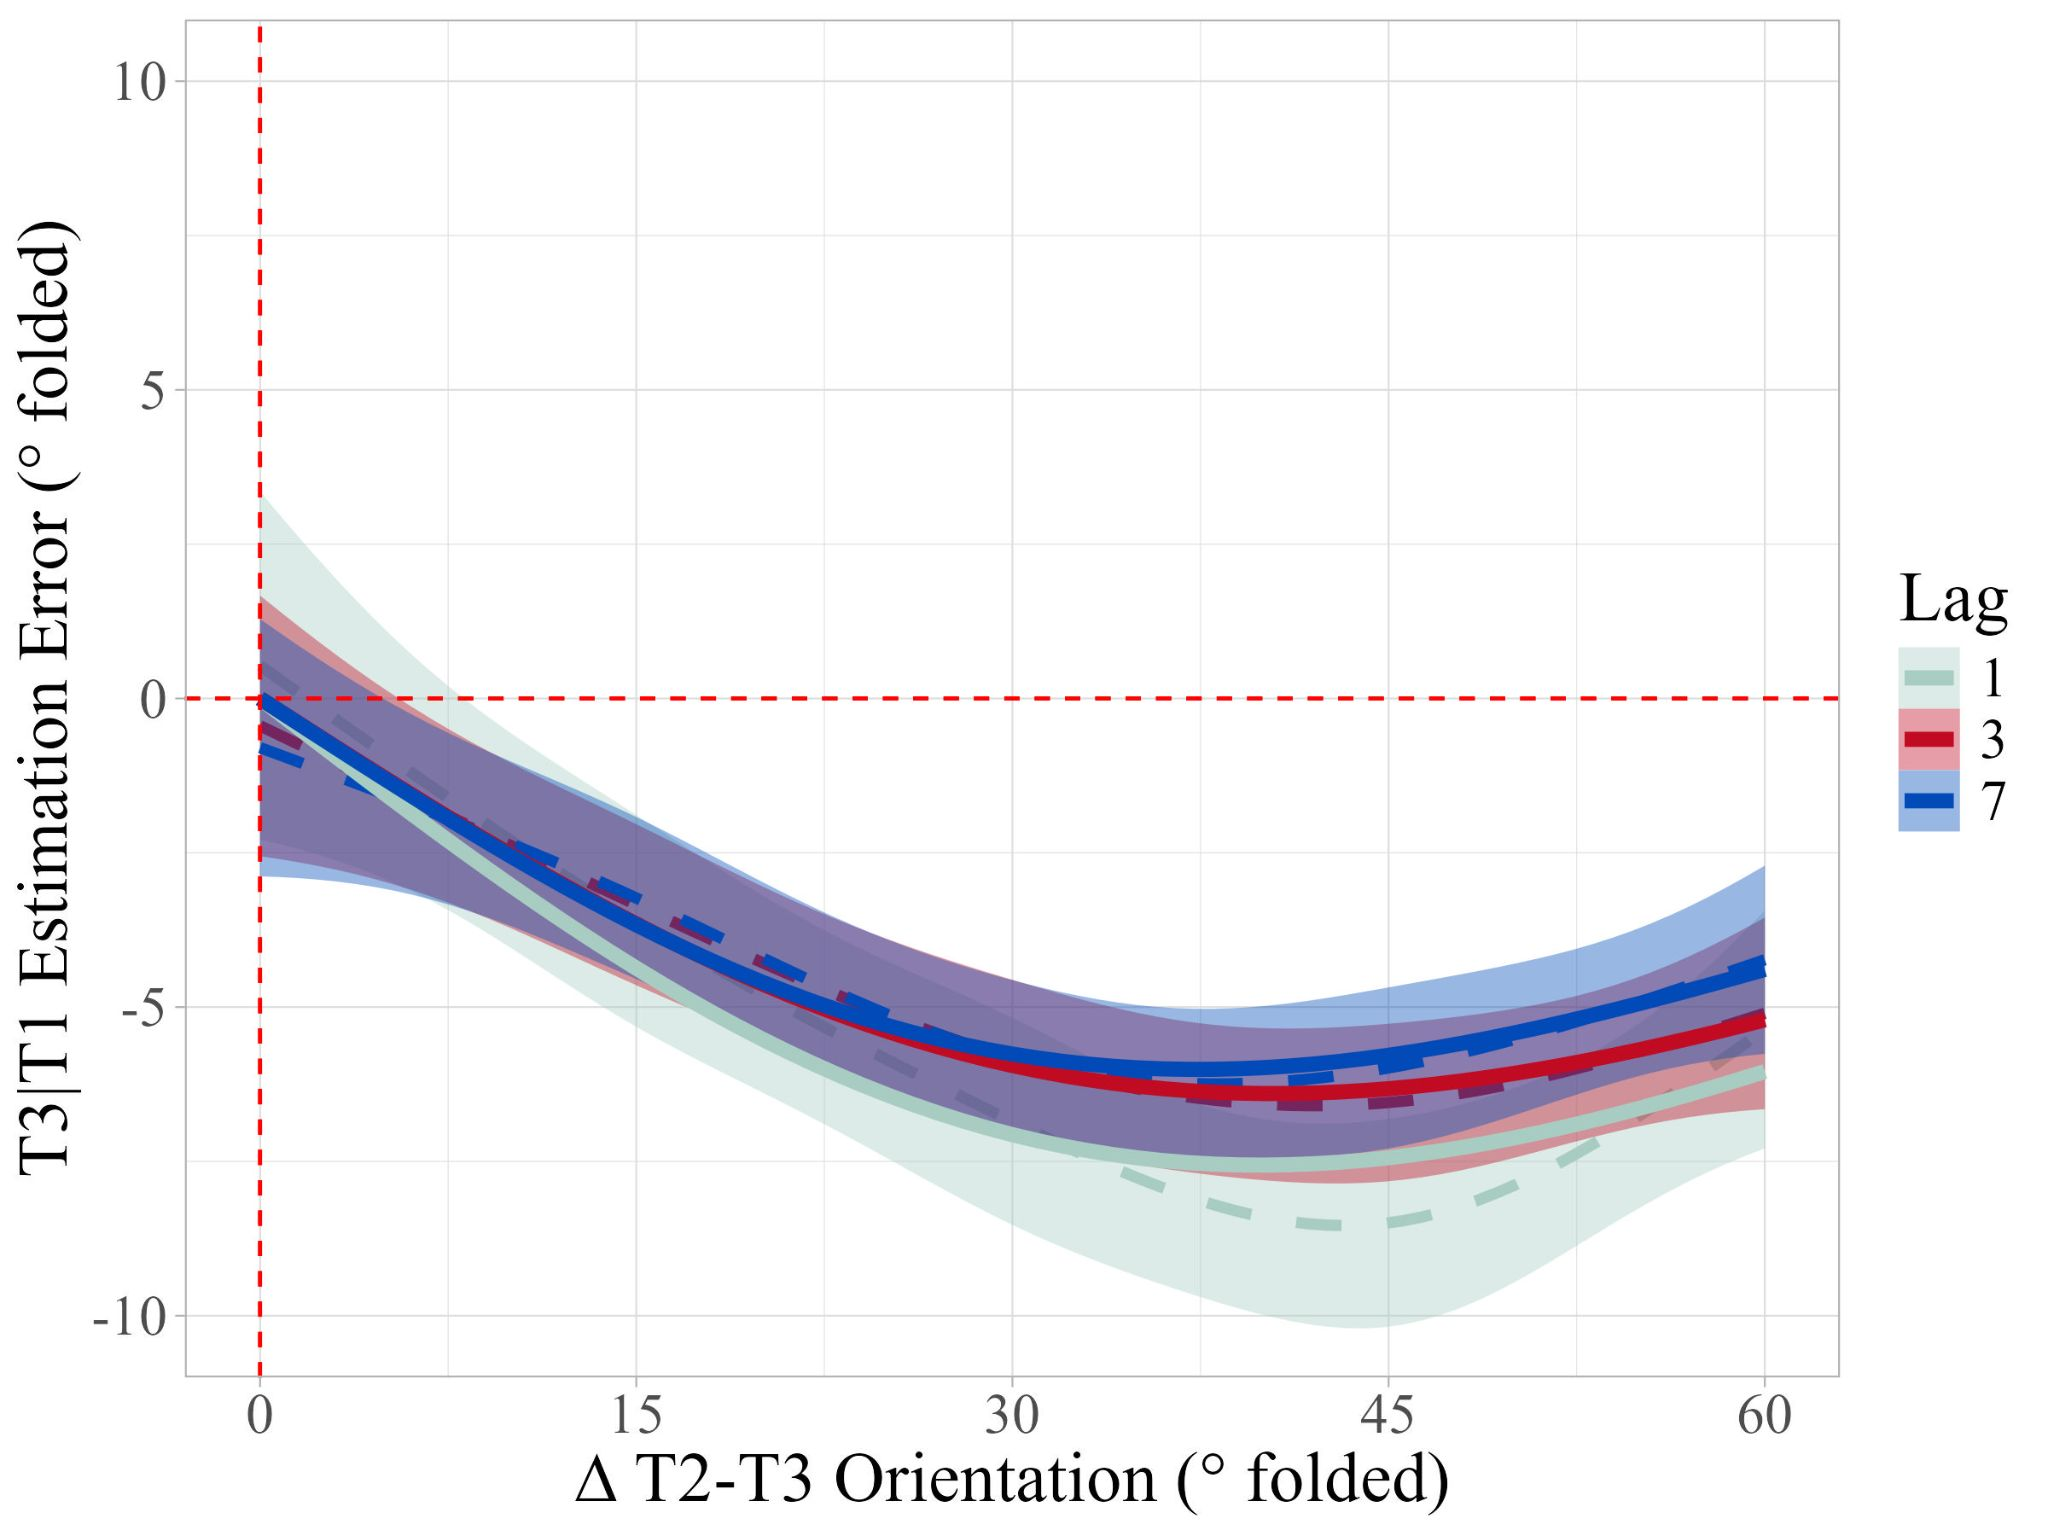 T3|T1 Estimation Error (° folded)
10
5
0
-5
-10
0 15 30 45 60
Δ T2-T3 Orientation (° folded)
Lag
1
3
7